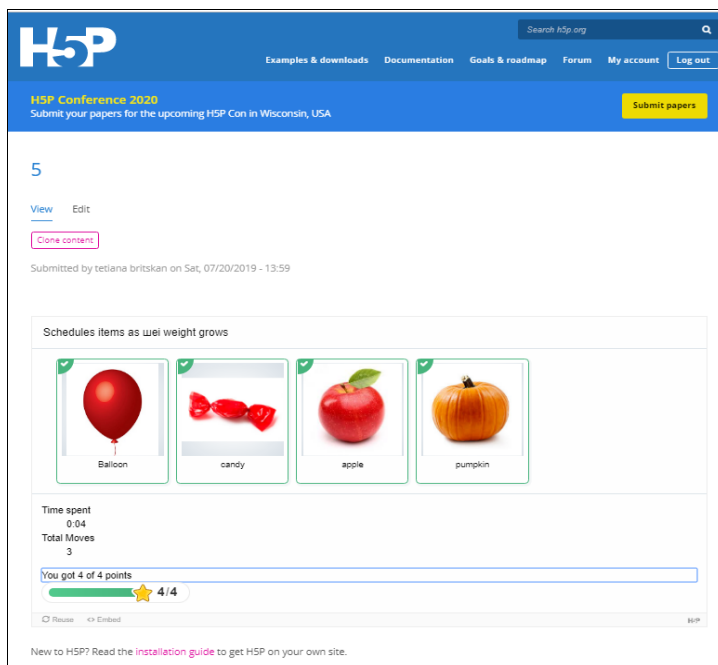 Search h5p.org
H5P
Examples & downloads Documentation Goals & roadmap Forum My account Log out
H5P Conference 2020
Submit your papers for the upcoming H5P Con in Wisconsin, USA
Submit papers
5
View Edit
Clone content
Submitted by tetiana britskan on Sat, 07/20/2019 - 13:59
Schedules items as шеі weight grows
Balloon candy apple pumpkin
Time spent
0:04
Total Moves
3
You got 4 of 4 points
4/4
Reuse <> Embed H5P
New to H5P? Read the installation guide to get H5P on your own site.